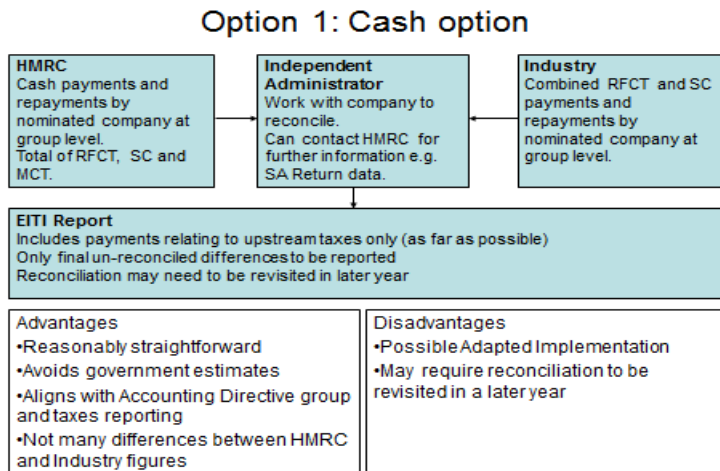 Option 1: Cash option
HMRC
Cash payments and
repayments by
nominated company at
group level.
Total of RFCT, SC and
MCT.
Independent
Administrator
Work with company to
reconcile.
Can contact HMRC for
further information e.g.
SA Return data.
Industry
Combined RFCT and SC
payments and
repayments by
nominated company at
group level.
EITI Report
Includes payments relating to upstream taxes only (as far as possible)
Only final un-reconciled differences to be reported
Reconciliation may need to be revisited in later year
Advantages
•Reasonably straightforward
•Avoids government estimates
•Aligns with Accounting Directive group
and taxes reporting
•Not many differences between HMRC
and Industry figures
Disadvantages
•Possible Adapted Implementation
•May require reconciliation to be
revisited in a later year